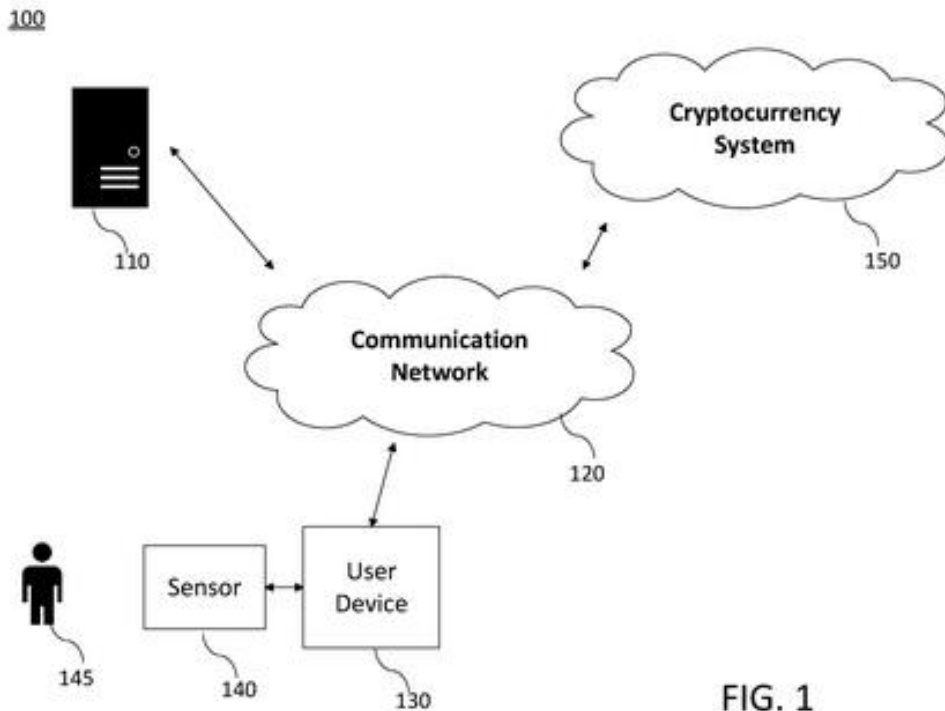 100
Cryptocurrency
System
110
150
Communication
Network
120
Sensor
User
Device
145
140
130
FIG. 1